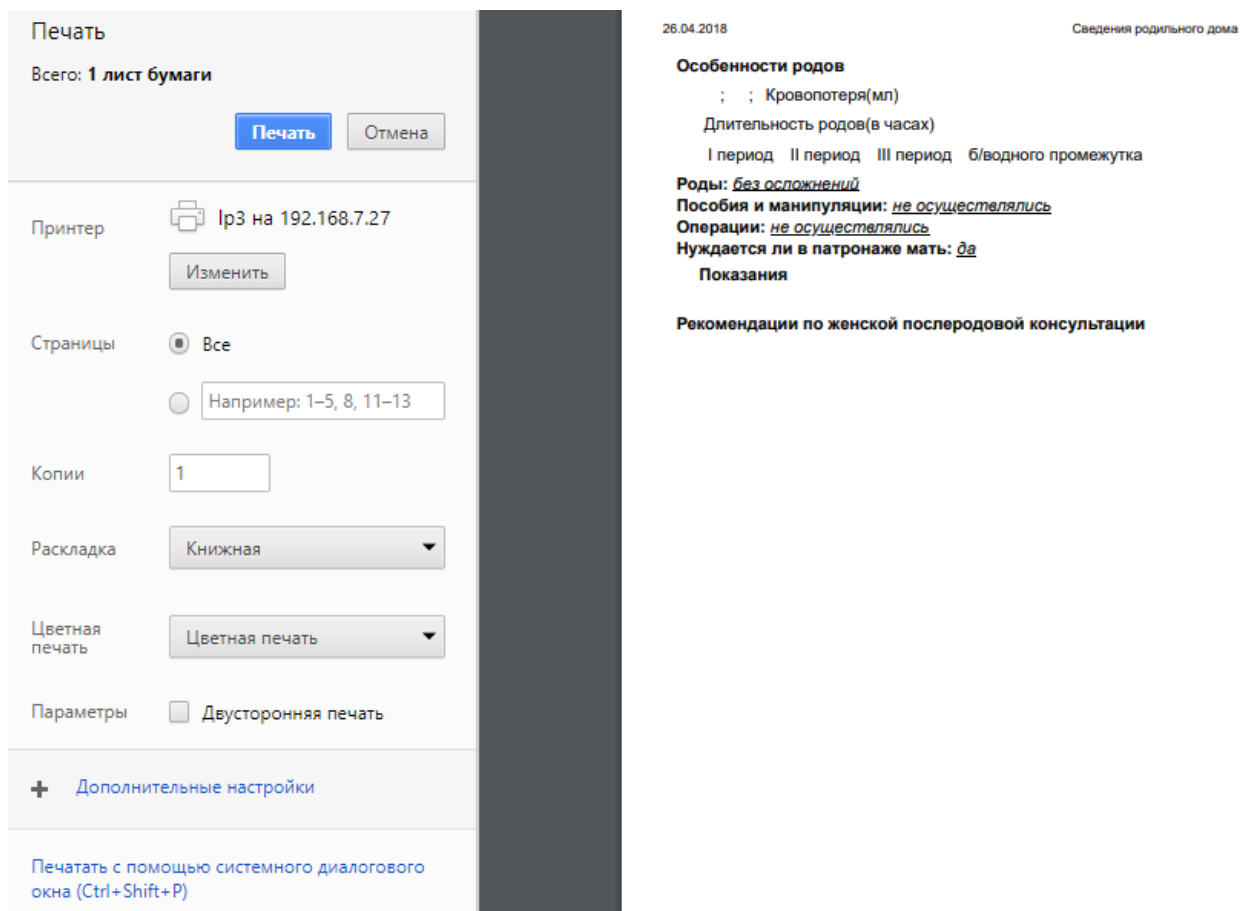 Печать
Всего: 1 лист бумаги
Печать Отмена
Принтер lp3 на 192.168.7.27
Изменить
Страницы Все
Например: 1–5, 8, 11–13
Копии 1
Раскладка Книжная
Цветная печать Цветная печать
Параметры Двусторонняя печать
+ Дополнительные настройки
Печатать с помощью системного диалогового
окна (Ctrl+Shift+P)
26.04.2018 Сведения родильного дома
Особенности родов
; ; Кровопотеря(мл)
Длительность родов(в часах)
I период II период III период б/водного промежутка
Роды: без осложнений
Пособия и манипуляции: не осуществлялись
Операции: не осуществлялись
Нуждается ли в патронаже мать: да
Показания
Рекомендации по женской послеродовой консультации